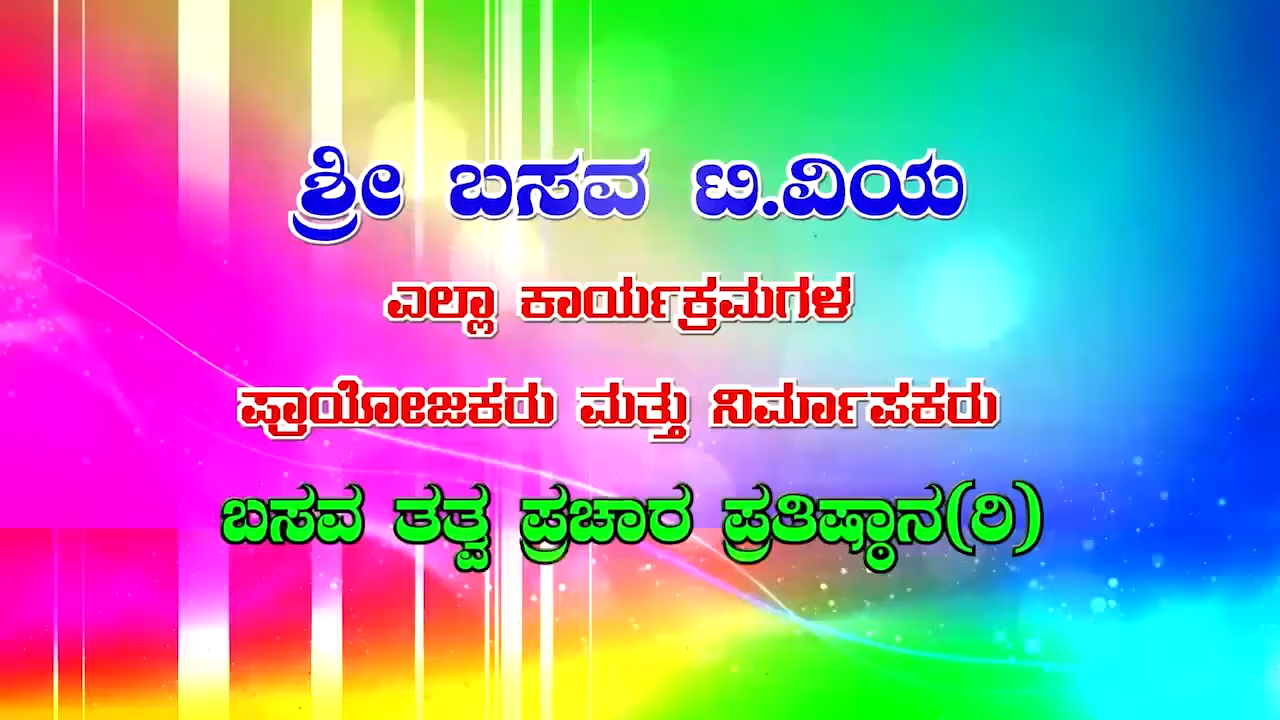 ಶ್ರೀ ಬಸವ ಟಿ.ವಿಯ
ಎಲ್ಲಾ ಕಾರ್ಯಕ್ರಮಗಳ
ಪ್ರಾಯೋಜಕರು ಮತ್ತು ನಿರ್ಮಾಪಕರು
ಬಸವ ತತ್ವ ಪ್ರಚಾರ ಪ್ರತಿಷ್ಠಾನ(ರಿ)